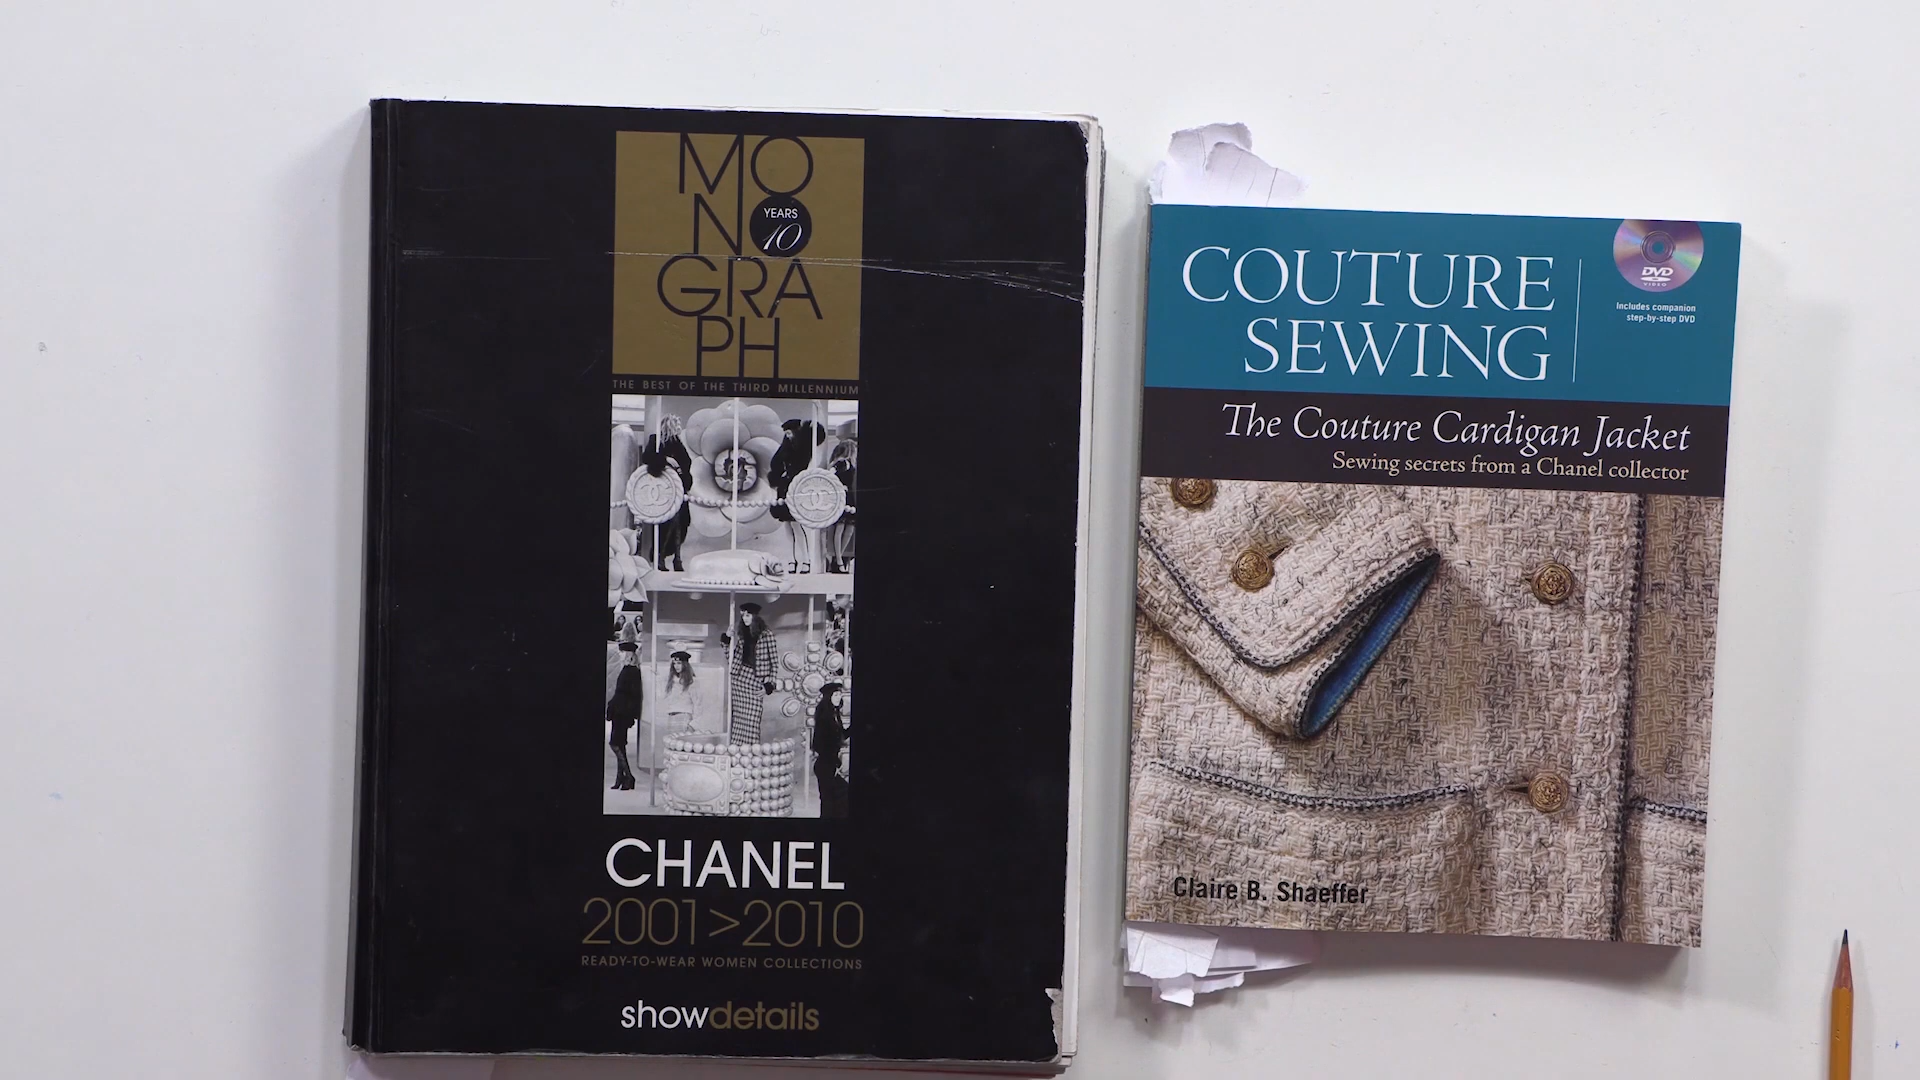 MO
NO
GRA
PH
YEARS
10
THE BEST OF THE THIRD MILLENNIUM
CHANEL
2001>2010
READY-TO-WEAR WOMEN COLLECTIONS
showdetails
COUTURE
SEWING
DVD
VIDEO
Includes companion
step-by-step DVD
The Couture Cardigan Jacket
Sewing secrets from a Chanel collector
Claire B. Shaeffer